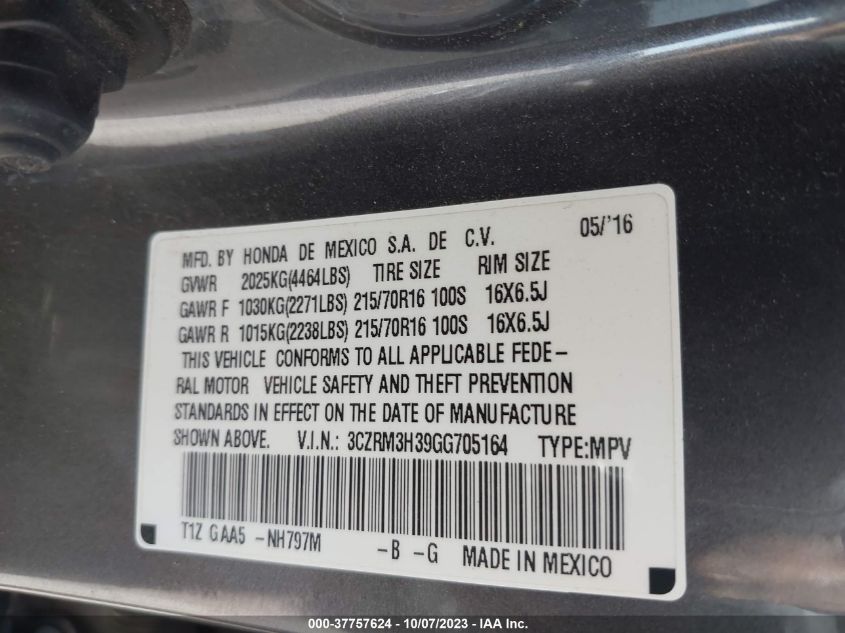 05/'16
MFD. BY HONDA DE MEXICO S.A. DE C.V.
GVWR 2025KG(4464LBS) TIRE SIZE RIM SIZE
GAWR F 1030KG(2271LBS) 215/70R16 100S 16X6.5J
GAWR R 1015KG(2238LBS) 215/70R16 100S 16X6.5J
THIS VEHICLE CONFORMS TO ALL APPLICABLE FEDE-
RAL MOTOR VEHICLE SAFETY AND THEFT PREVENTION
STANDARDS IN EFFECT ON THE DATE OF MANUFACTURE
SHOWN ABOVE. V.I.N.: 3CZRM3H39GG705164 TYPE:MPV
T1Z GAA5 -NH797M -B -G MADE IN MEXICO
000-37757624 - 10/07/2023 - IAA Inc.